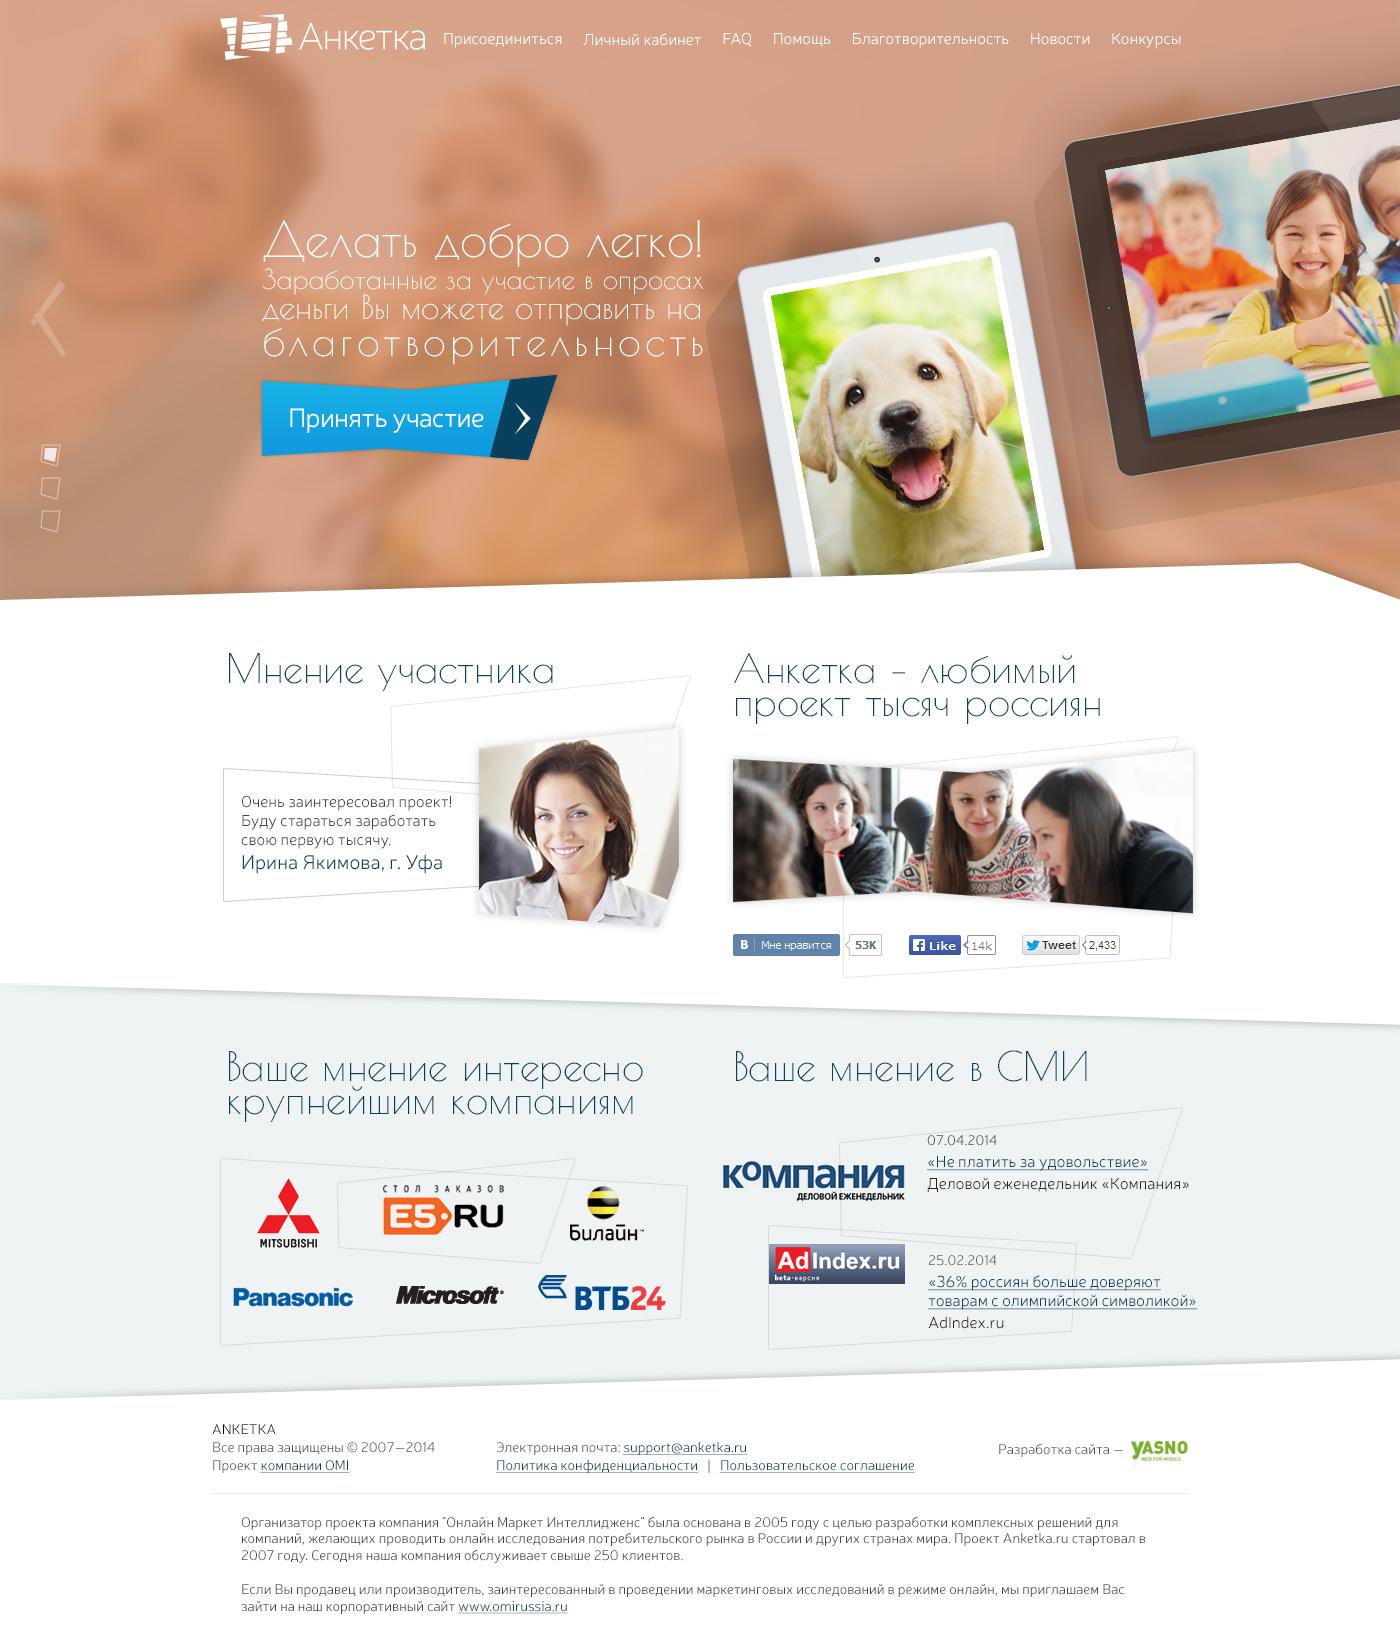 Анкетка
Присоединиться Личный кабинет FAQ Помощь Благотворительность Новости Конкурсы
Делать добро легко!
Заработанные за участие в опросах
деньги Вы можете отправить на
благотворительность
Принять участие
Мнение участника
Очень заинтересовал проект!
Буду стараться заработать
свою первую тысячу.
Ирина Якимова, г. Уфа
Анкетка – любимый
проект тысяч россиян
B Мне нравится 53K Like 14k Tweet 2,433
Ваше мнение интересно
крупнейшим компаниям
MITSUBISHI
СТОЛ ЗАКАЗОВ
E5.RU
Билайн™
Panasonic
Microsoft®
ВТБ24
Ваше мнение в СМИ
КОМПАНИЯ
ДЕЛОВОЙ ЕЖЕНЕДЕЛЬНИК
07.04.2014
«Не платить за удовольствие»
Деловой еженедельник «Компания»
AdIndex.ru
beta-версия
25.02.2014
«36% россиян больше доверяют
товарам с олимпийской символикой»
AdIndex.ru
ANKETKA
Все права защищены © 2007—2014
Проект компании OMI
Электронная почта: support@anketka.ru
Политика конфиденциальности | Пользовательское соглашение
Разработка сайта — YASNO
WEB FOR MOBILE
Организатор проекта компания "Онлайн Маркет Интеллидженс" была основана в 2005 году с целью разработки комплексных решений для
компаний, желающих проводить онлайн исследования потребительского рынка в России и других странах мира. Проект Anketka.ru стартовал в
2007 году. Сегодня наша компания обслуживает свыше 250 клиентов.
Если Вы продавец или производитель, заинтересованный в проведении маркетинговых исследований в режиме онлайн, мы приглашаем Вас
зайти на наш корпоративный сайт www.omirussia.ru